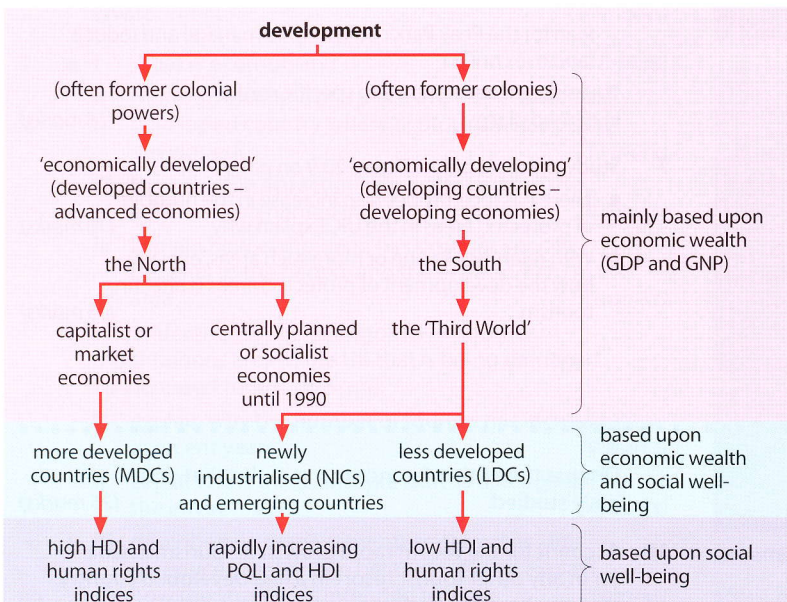 development
(often former colonial
powers)
(often former colonies)
'economically developed'
(developed countries –
advanced economies)
'economically developing'
(developing countries –
developing economies)
the North
the South
mainly based upon
economic wealth
(GDP and GNP)
capitalist or
market
economies
centrally planned
or socialist
economies
until 1990
the 'Third World'
more developed
countries (MDCs)
newly
industrialised (NICs)
and emerging countries
less developed
countries (LDCs)
based upon
economic wealth
and social well-
being
high HDI and
human rights
indices
rapidly increasing
PQLI and HDI
indices
low HDI and
human rights
indices
based upon social
well-being